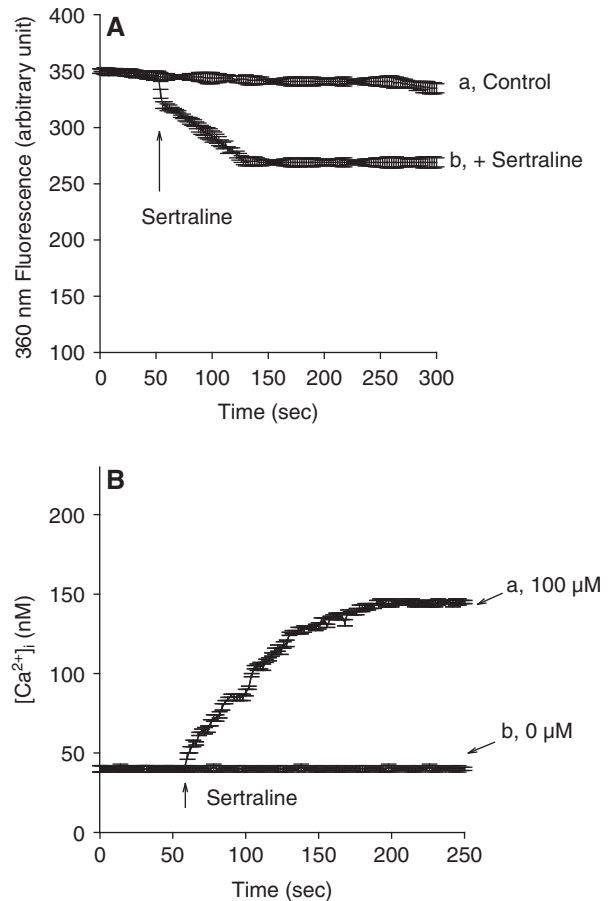 A
400
350
300
250
200
150
100
360 nm Fluorescence (arbitrary unit)
a, Control
b, + Sertraline
Sertraline
0 50 100 150 200 250 300
Time (sec)
B
200
150
100
50
0
[Ca²⁺]ᵢ (nM)
a, 100 µM
b, 0 µM
Sertraline
0 50 100 150 200 250
Time (sec)